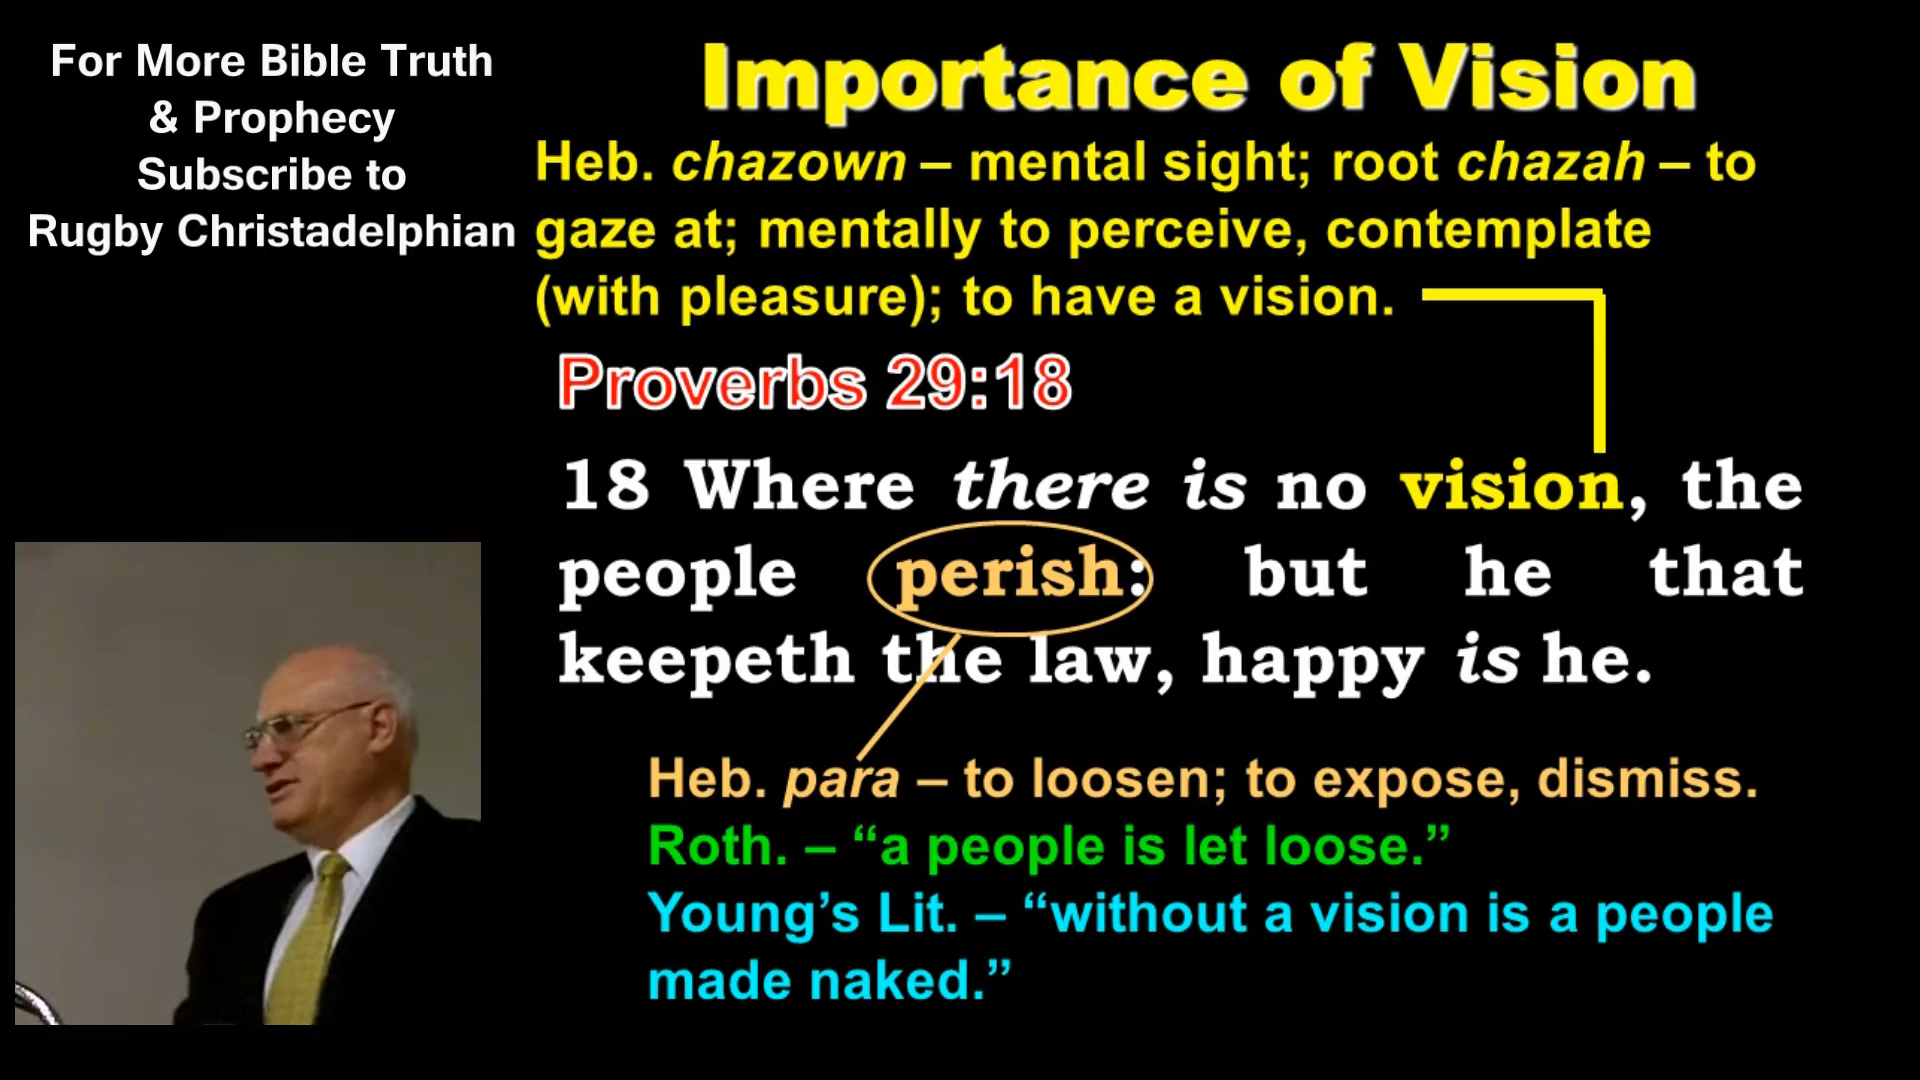 For More Bible Truth
& Prophecy
Subscribe to
Rugby Christadelphian
Importance of Vision
Heb. chazown – mental sight; root chazah – to
gaze at; mentally to perceive, contemplate
(with pleasure); to have a vision.
Proverbs 29:18
18 Where there is no vision, the
people perish: but he that
keepeth the law, happy is he.
Heb. para – to loosen; to expose, dismiss.
Roth. – “a people is let loose.”
Young’s Lit. – “without a vision is a people
made naked.”